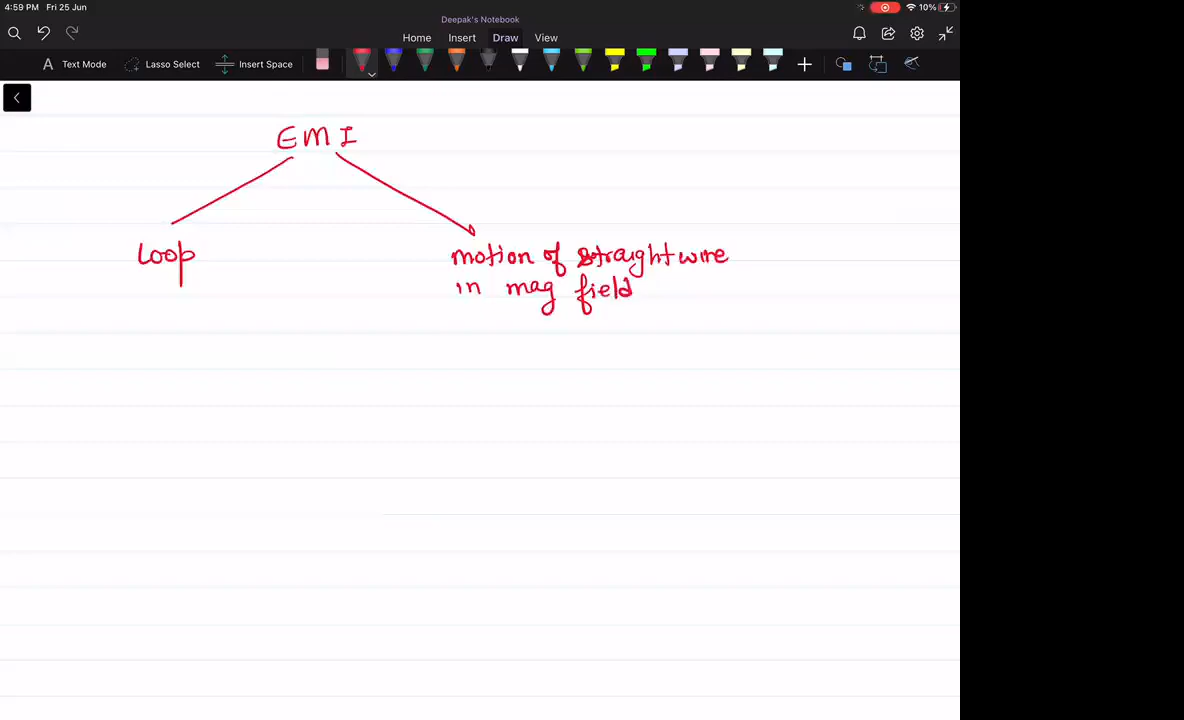 4:59 PM Fri 25 Jun
10%
Deepak's Notebook
Home Insert Draw View
Text Mode Lasso Select Insert Space
EMI
Loop
motion of straight wire
in mag field